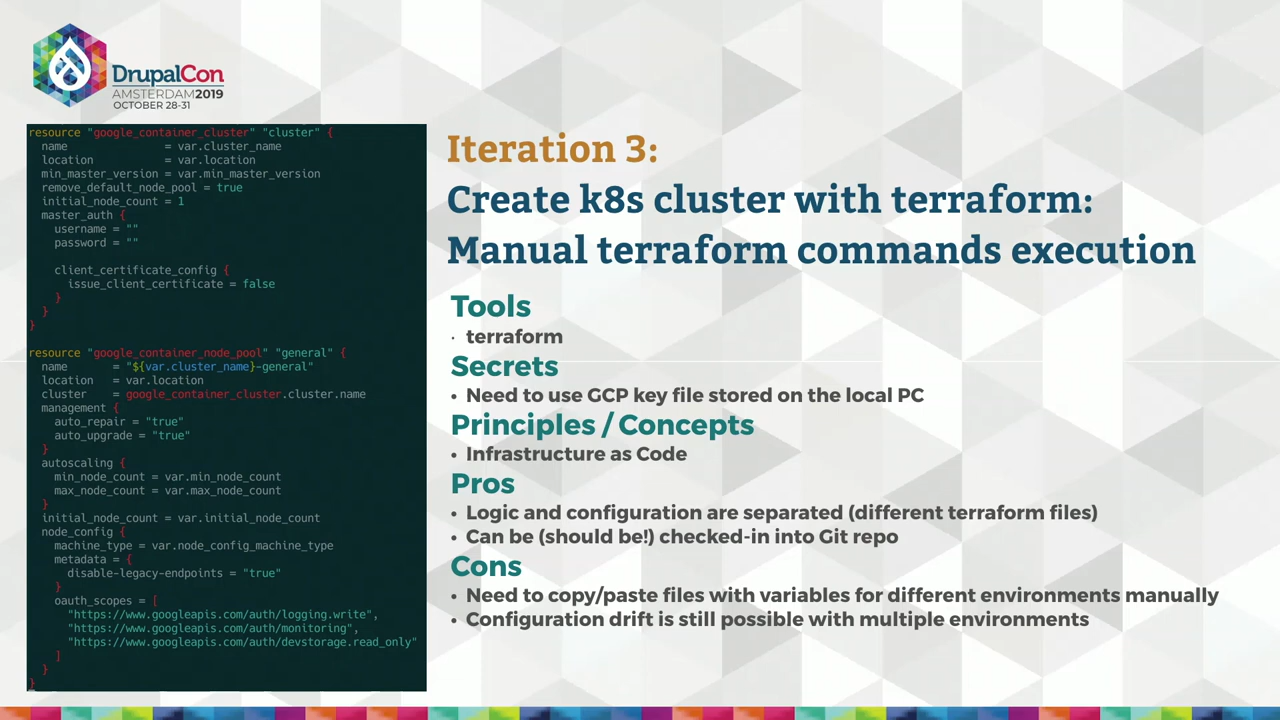 DrupalCon
AMSTERDAM2019
OCTOBER 28-31
resource "google_container_cluster" "cluster" {
  name               = var.cluster_name
  location           = var.location
  min_master_version = var.min_master_version
  remove_default_node_pool = true
  initial_node_count = 1
  master_auth {
    username = ""
    password = ""

    client_certificate_config {
      issue_client_certificate = false
    }
  }
}

resource "google_container_node_pool" "general" {
  name       = "${var.cluster_name}-general"
  location   = var.location
  cluster    = google_container_cluster.cluster.name
  management {
    auto_repair = "true"
    auto_upgrade = "true"
  }
  autoscaling {
    min_node_count = var.min_node_count
    max_node_count = var.max_node_count
  }
  initial_node_count = var.initial_node_count
  node_config {
    machine_type = var.node_config_machine_type
    metadata = {
      disable-legacy-endpoints = "true"
    }
    oauth_scopes = [
      "https://www.googleapis.com/auth/logging.write",
      "https://www.googleapis.com/auth/monitoring",
      "https://www.googleapis.com/auth/devstorage.read_only"
    ]
  }
}
Iteration 3:
Create k8s cluster with terraform:
Manual terraform commands execution
Tools
· terraform
Secrets
• Need to use GCP key file stored on the local PC
Principles / Concepts
• Infrastructure as Code
Pros
• Logic and configuration are separated (different terraform files)
• Can be (should be!) checked-in into Git repo
Cons
• Need to copy/paste files with variables for different environments manually
• Configuration drift is still possible with multiple environments